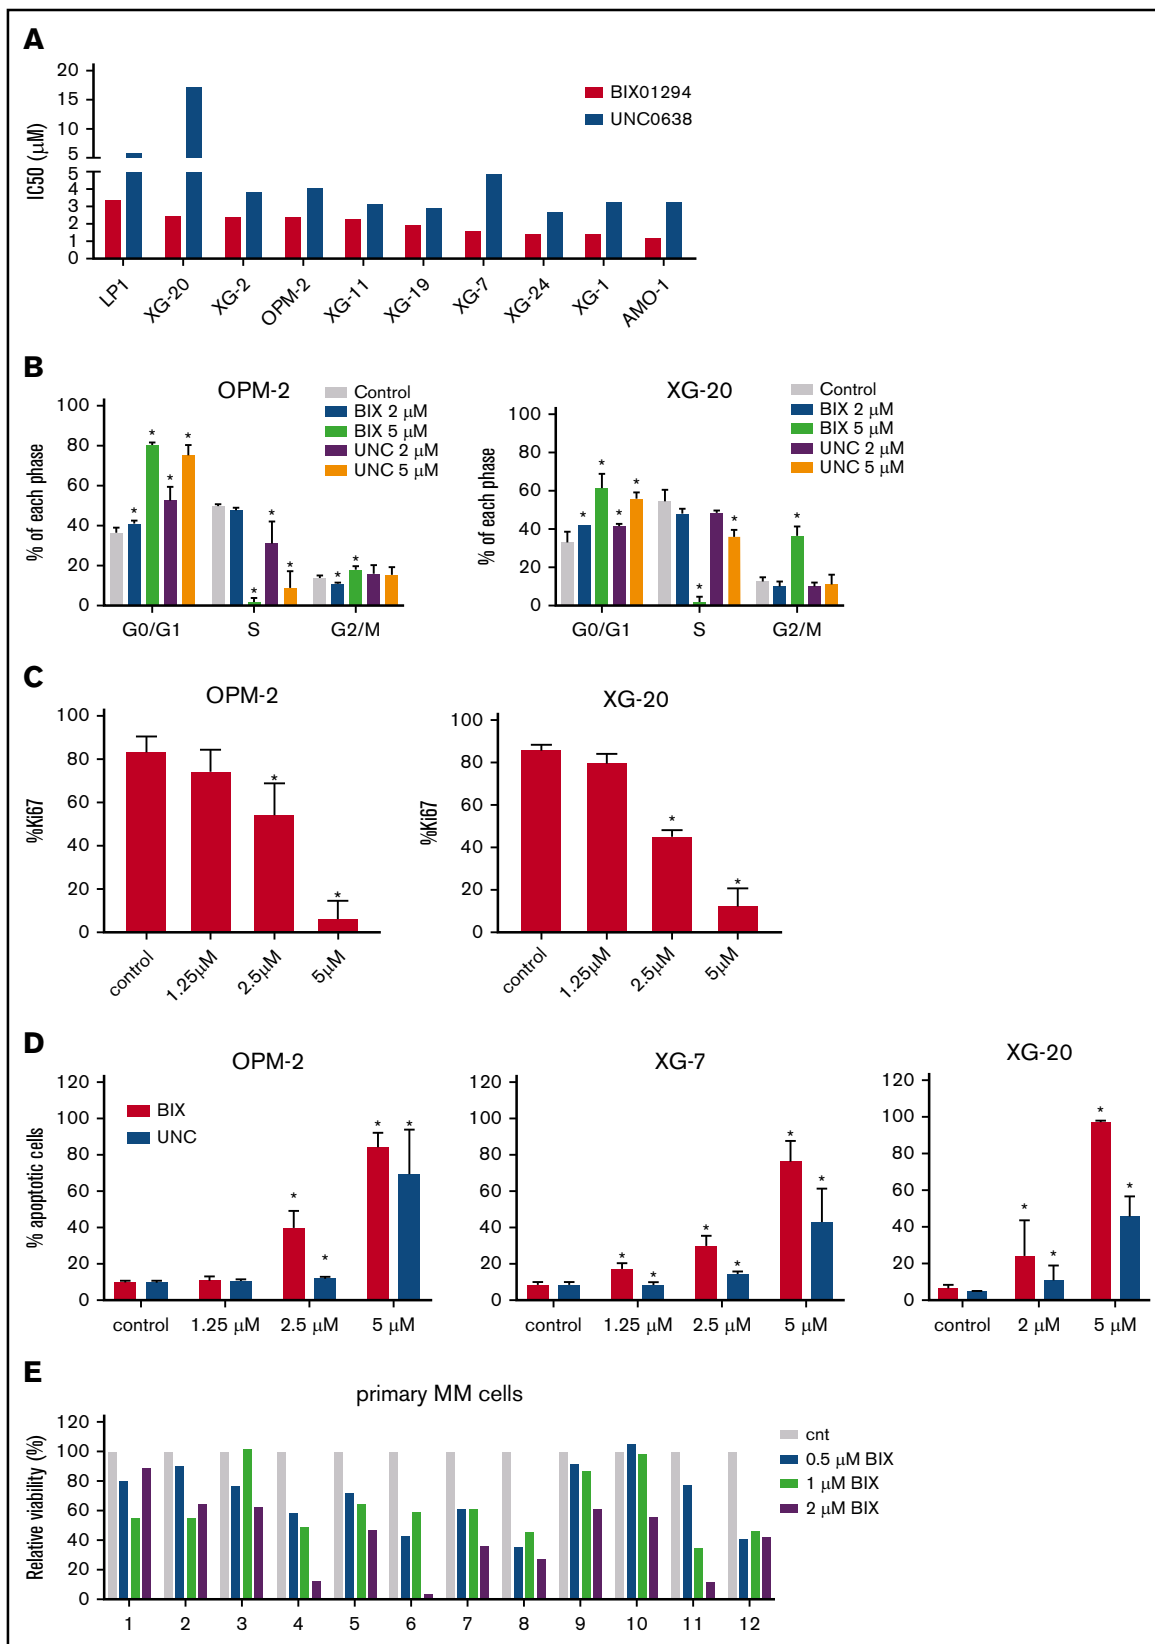 A
20
15
10
5
5
4
3
2
1
0
IC50 (μM)
BIX01294
UNC0638
LP1
XG-20
XG-2
OPM-2
XG-11
XG-19
XG-7
XG-24
XG-1
AMO-1
B
OPM-2
Control
BIX 2 μM
BIX 5 μM
UNC 2 μM
UNC 5 μM
% of each phase
100
80
60
40
20
0
* * * * * * * * *
G0/G1 S G2/M
XG-20
Control
BIX 2 μM
BIX 5 μM
UNC 2 μM
UNC 5 μM
% of each phase
100
80
60
40
20
0
* * * * * * *
G0/G1 S G2/M
C
OPM-2
%Ki67
100
80
60
40
20
0
* *
control 1.25μM 2.5μM 5μM
XG-20
%Ki67
100
80
60
40
20
0
* *
control 1.25μM 2.5μM 5μM
D
OPM-2
BIX
UNC
% apoptotic cells
120
100
80
60
40
20
0
* * * *
control 1.25 μM 2.5 μM 5 μM
XG-7
120
100
80
60
40
20
0
* * * * * *
control 1.25 μM 2.5 μM 5 μM
XG-20
120
100
80
60
40
20
0
* * * *
control 2 μM 5 μM
E
primary MM cells
Relative viability (%)
120
100
80
60
40
20
0
cnt
0.5 μM BIX
1 μM BIX
2 μM BIX
1 2 3 4 5 6 7 8 9 10 11 12